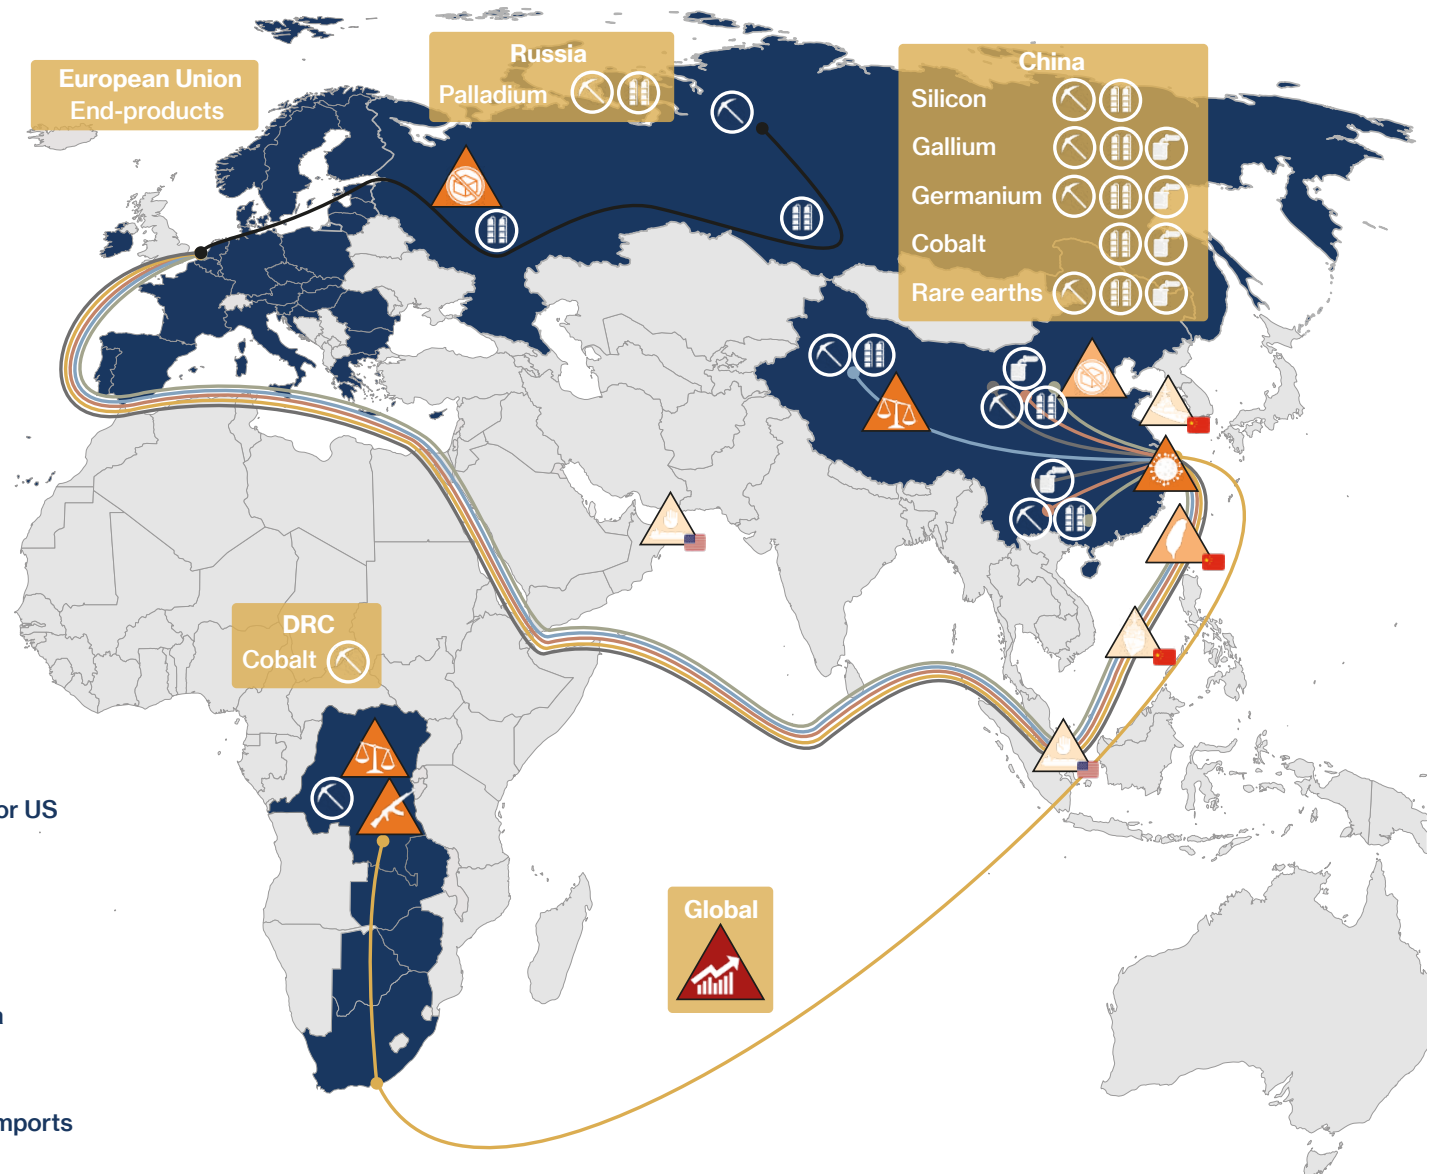 European Union
End-products
Russia
Palladium
China
Silicon
Gallium
Germanium
Cobalt
Rare earths
DRC
Cobalt
or US
Global
mports